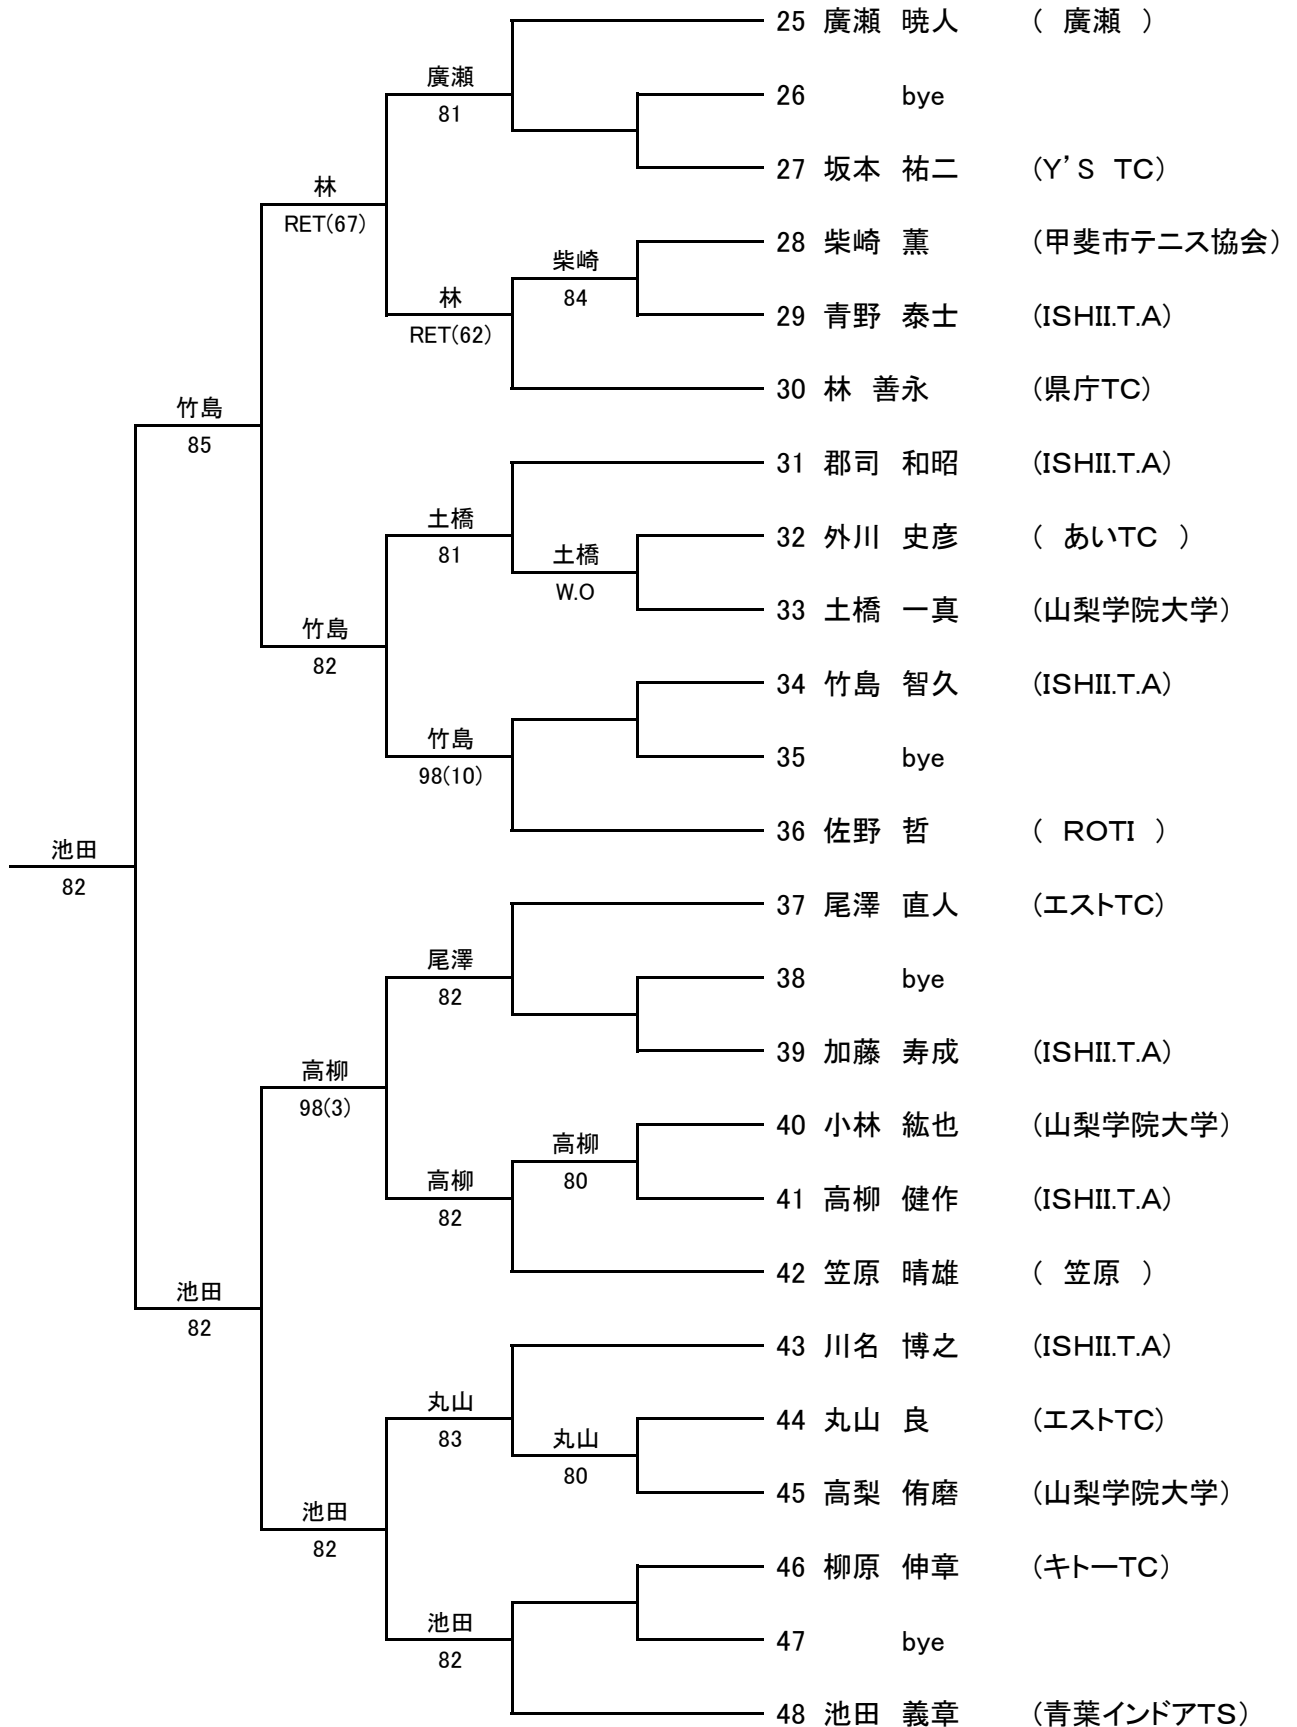 25 廣瀬 暁人 ( 廣瀬 )
廣瀬
81
26 bye
27 坂本 祐二 (Y'S TC)
林
RET(67)
28 柴崎 薫 (甲斐市テニス協会)
柴崎
84
林
RET(62)
29 青野 泰士 (ISHII.T.A)
30 林 善永 (県庁TC)
竹島
85
31 郡司 和昭 (ISHII.T.A)
土橋
81
32 外川 史彦 ( あいTC )
土橋
W.O
33 土橋 一真 (山梨学院大学)
竹島
82
34 竹島 智久 (ISHII.T.A)
竹島
98(10)
35 bye
36 佐野 哲 ( ROTI )
池田
82
37 尾澤 直人 (エストTC)
尾澤
82
38 bye
39 加藤 寿成 (ISHII.T.A)
高柳
98(3)
40 小林 紘也 (山梨学院大学)
高柳
80
高柳
82
41 高柳 健作 (ISHII.T.A)
42 笠原 晴雄 ( 笠原 )
池田
82
43 川名 博之 (ISHII.T.A)
丸山
83
44 丸山 良 (エストTC)
丸山
80
45 高梨 侑磨 (山梨学院大学)
池田
82
46 柳原 伸章 (キトーTC)
池田
82
47 bye
48 池田 義章 (青葉インドアTS)